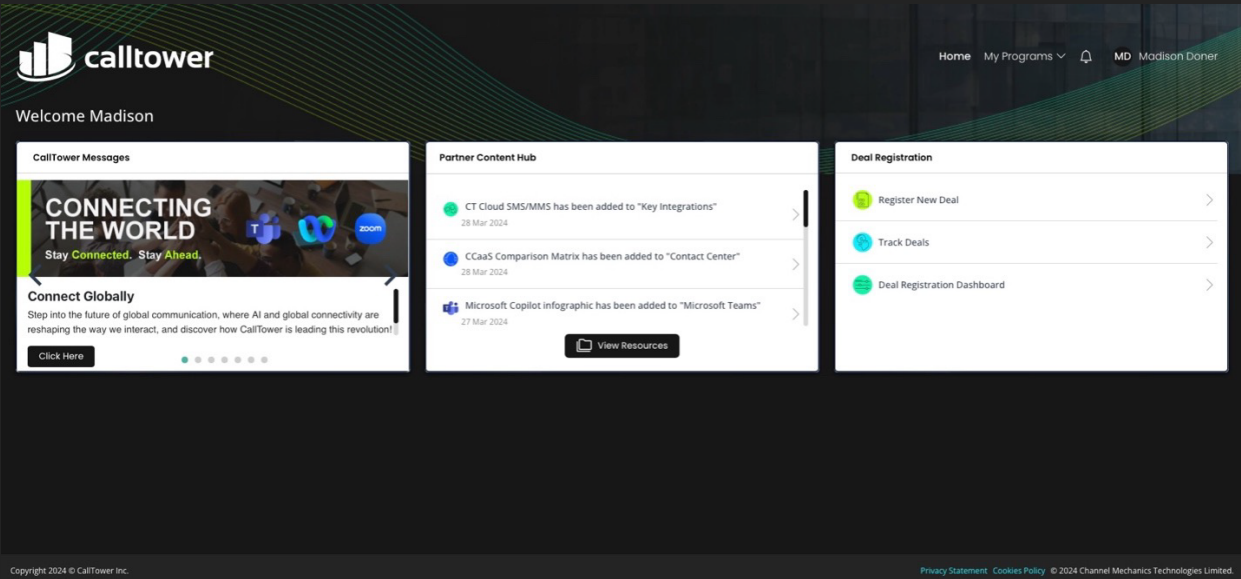 calltower
Home My Programs MD Madison Doner
Welcome Madison
CallTower Messages
CONNECTING
THE WORLD
Stay Connected. Stay Ahead.
T
zoom
Connect Globally
Step into the future of global communication, where AI and global connectivity are
reshaping the way we interact, and discover how CallTower is leading this revolution!
Click Here
Partner Content Hub
CT Cloud SMS/MMS has been added to "Key Integrations"
28 Mar 2024
CCaaS Comparison Matrix has been added to "Contact Center"
28 Mar 2024
Microsoft Copilot infographic has been added to "Microsoft Teams"
27 Mar 2024
View Resources
Deal Registration
Register New Deal
Track Deals
Deal Registration Dashboard
Copyright 2024 © CallTower Inc.
Privacy Statement Cookies Policy © 2024 Channel Mechanics Technologies Limited.